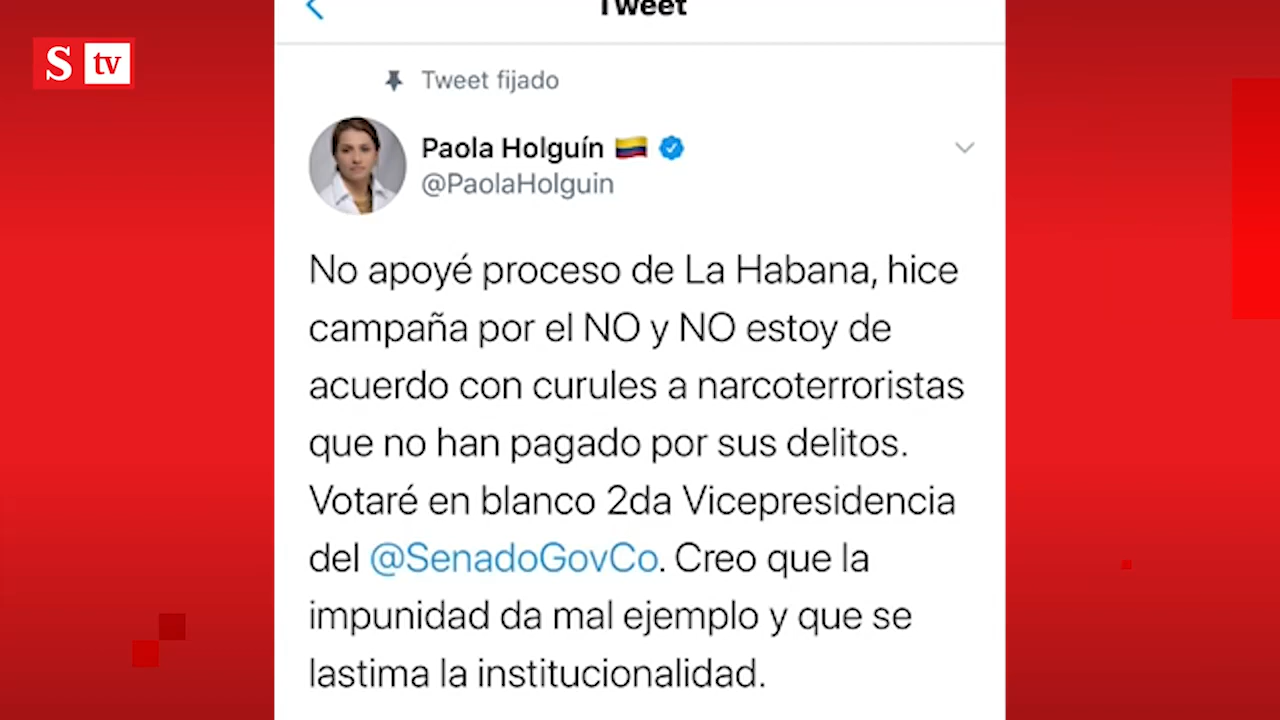 Tweet
S tv
Tweet fijado
Paola Holguín
@PaolaHolguin
No apoyé proceso de La Habana, hice
campaña por el NO y NO estoy de
acuerdo con curules a narcoterroristas
que no han pagado por sus delitos.
Votaré en blanco 2da Vicepresidencia
del @SenadoGovCo. Creo que la
impunidad da mal ejemplo y que se
lastima la institucionalidad.